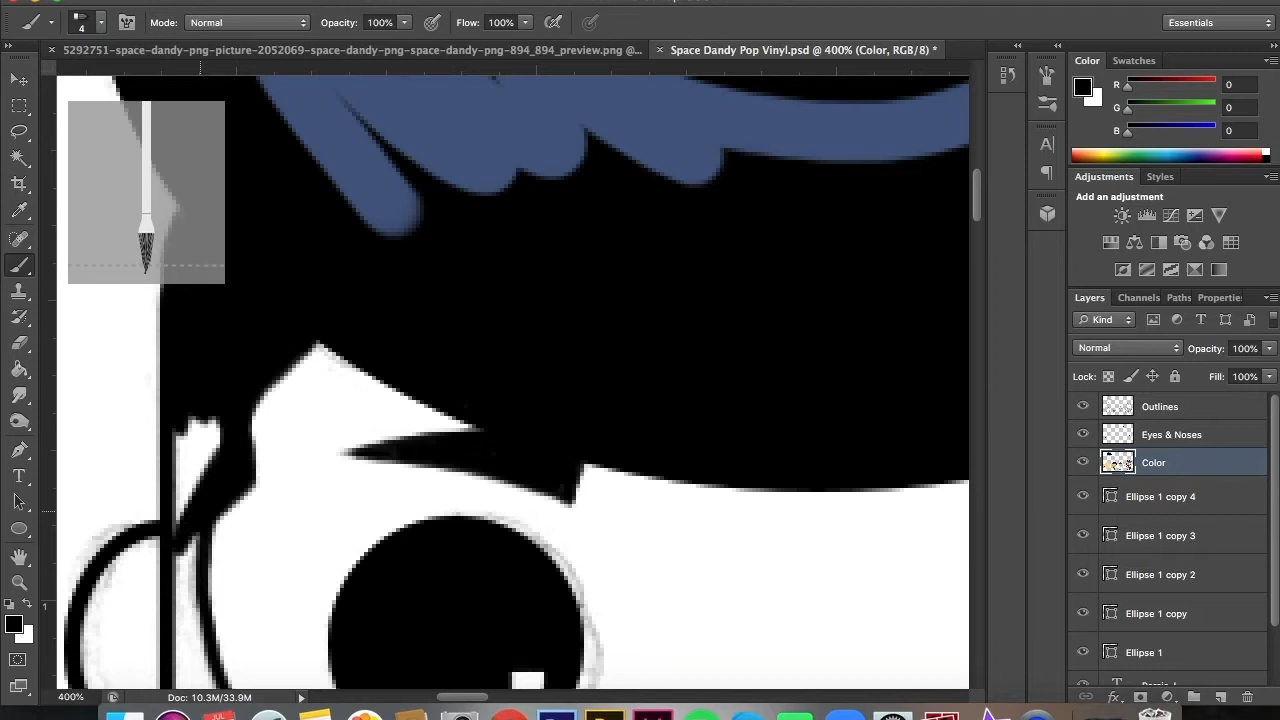 4
Mode: Normal
Opacity: 100%
Flow: 100%
Essentials
5292751-space-dandy-png-picture-2052069-space-dandy-png-space-dandy-png-894_894_preview.png @...
Space Dandy Pop Vinyl.psd @ 400% (Color, RGB/8) *
Color Swatches
R 0
G 0
B 0
Adjustments Styles
Add an adjustment
Layers Channels Paths Properties
Kind
Normal Opacity: 100%
Lock: Fill: 100%
Eyes & Noses
Color
Ellipse 1 copy 4
Ellipse 1 copy 3
Ellipse 1 copy 2
Ellipse 1 copy
Ellipse 1
1
400% Doc: 10.3M/33.9M
JUL